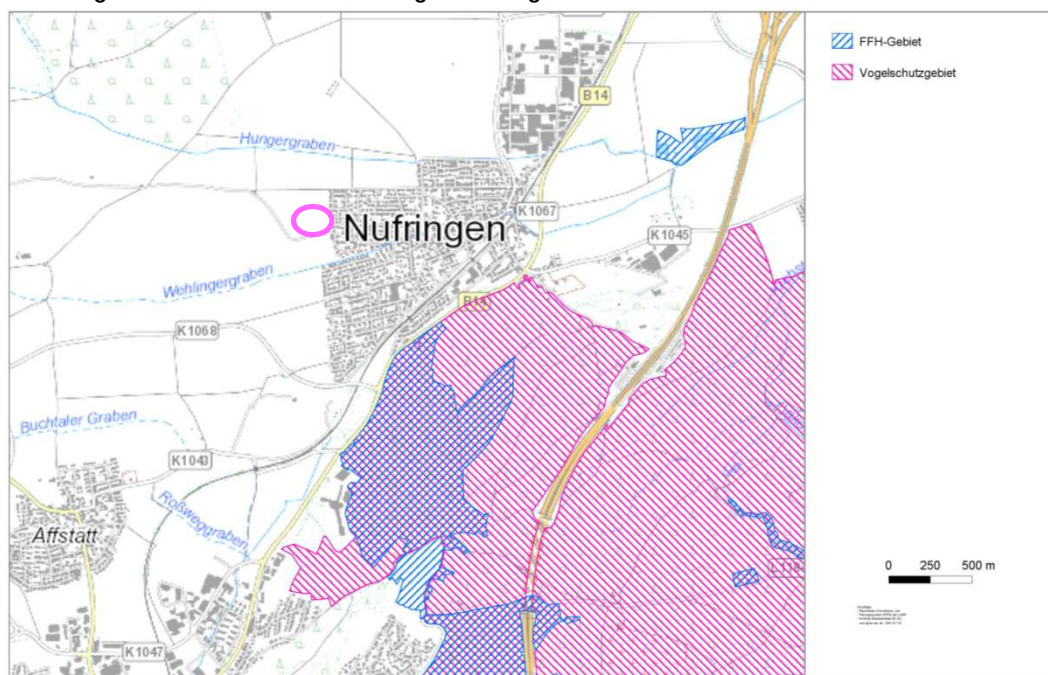 FFH-Gebiet
Vogelschutzgebiet
B14
Hungergraben
K1067
Nufringen
K1045
Wehlingergraben
B14
K1068
Buchtaler Graben
K1043
Roßweggraben
Affstatt
K1047
0 250 500 m